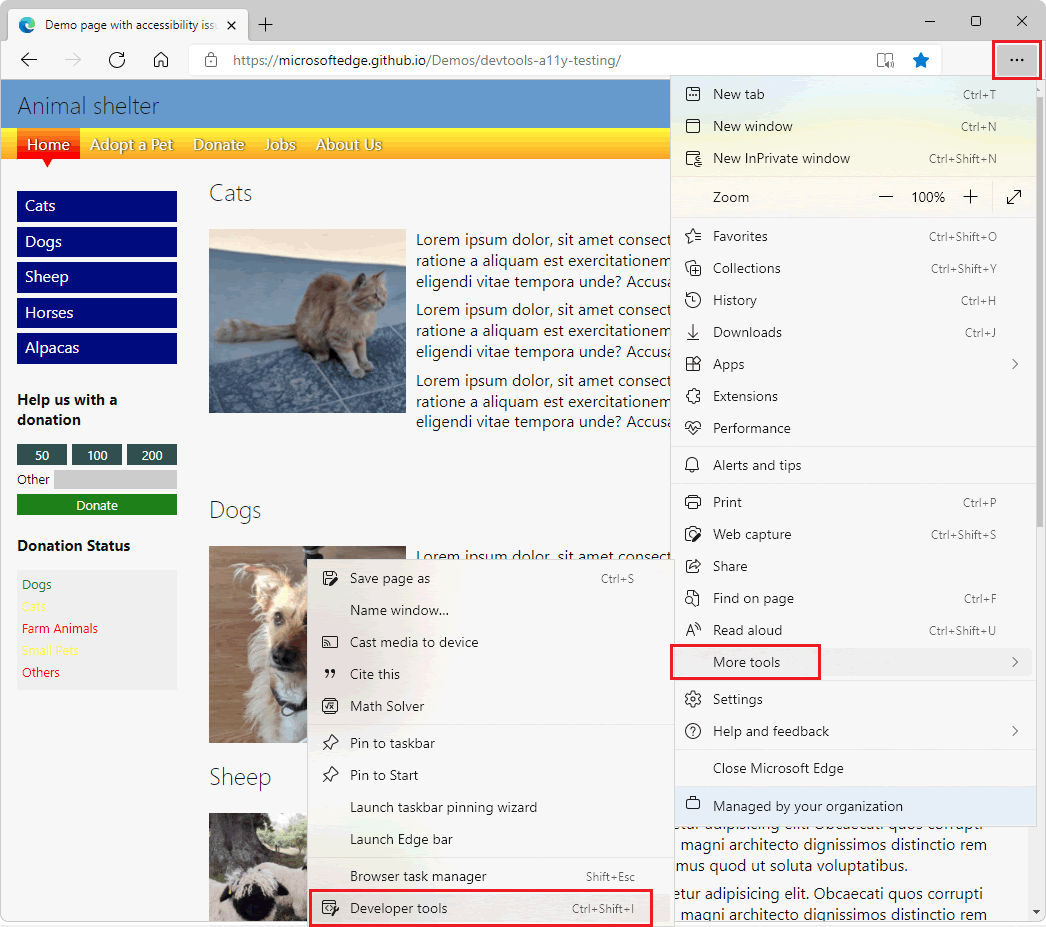 Demo page with accessibility iss
https://microsoftedge.github.io/Demos/devtools-a11y-testing/
Animal shelter
Home Adopt a Pet Donate Jobs About Us
Cats
Dogs
Sheep
Horses
Alpacas
Help us with a
donation
50 100 200
Other
Donate
Donation Status
Dogs
Cats
Farm Animals
Small Pets
Others
Cats
Lorem ipsum dolor, sit amet consect
ratione a aliquam est exercitationem
eligendi vitae tempora unde? Accusa
Lorem ipsum dolor, sit amet consect
ratione a aliquam est exercitationem
eligendi vitae tempora unde? Accusa
Lorem ipsum dolor, sit amet consect
ratione a aliquam est exercitationem
eligendi vitae tempora unde? Accusa
Dogs
Lorem ipsum dolor, sit amet consect
Sheep
New tab Ctrl+T
New window Ctrl+N
New InPrivate window Ctrl+Shift+N
Zoom — 100% +
Favorites Ctrl+Shift+O
Collections Ctrl+Shift+Y
History Ctrl+H
Downloads Ctrl+J
Apps
Extensions
Performance
Alerts and tips
Print Ctrl+P
Web capture Ctrl+Shift+S
Share
Find on page Ctrl+F
Read aloud Ctrl+Shift+U
More tools
Settings
Help and feedback
Close Microsoft Edge
Managed by your organization
Save page as Ctrl+S
Name window...
Cast media to device
Cite this
Math Solver
Pin to taskbar
Pin to Start
Launch taskbar pinning wizard
Launch Edge bar
Browser task manager Shift+Esc
Developer tools Ctrl+Shift+I
etur adipisicing elit. Obcaecati quos corrupti
magni architecto dignissimos distinctio rem
mus quod ut soluta voluptatibus.
etur adipisicing elit. Obcaecati quos corrupti
magni architecto dignissimos distinctio rem